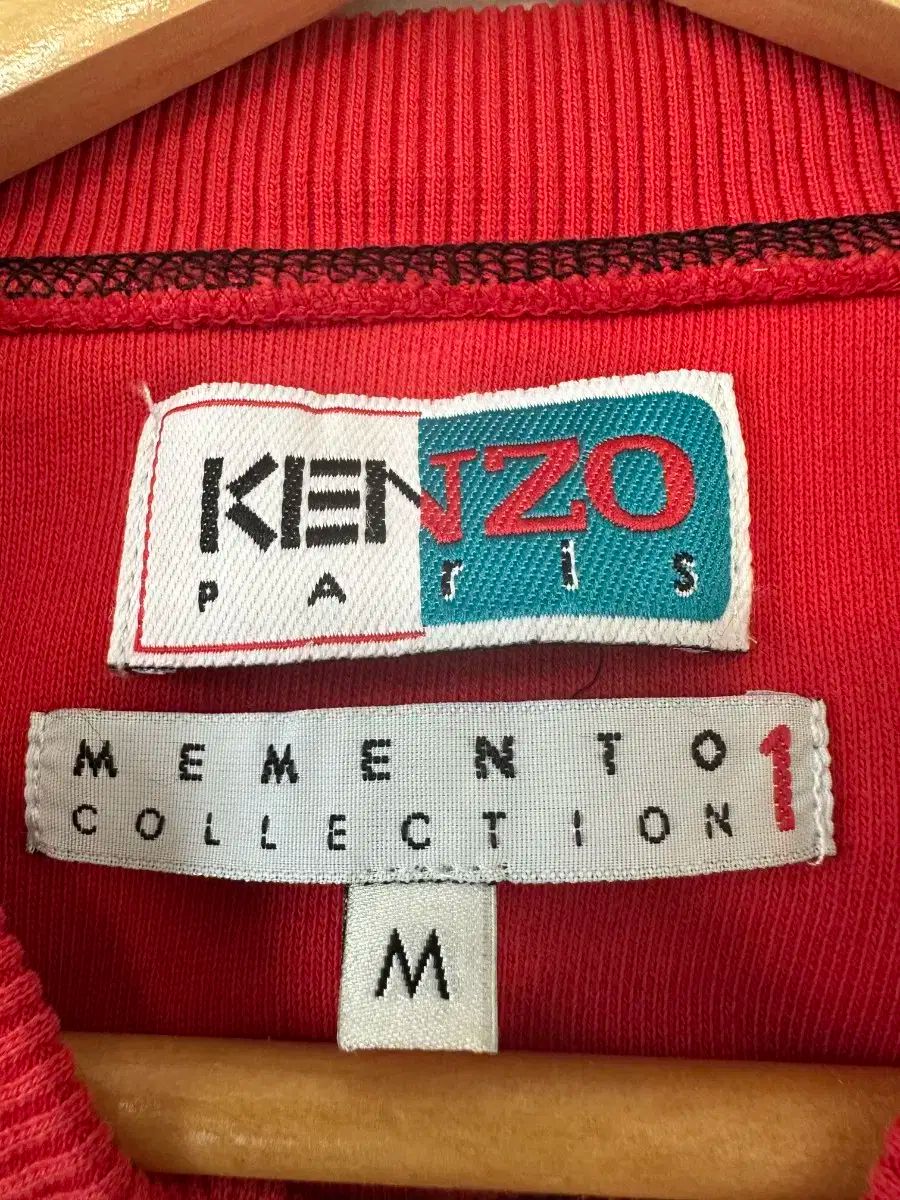 KENZO
PAris
MEMENTO 1
COLLECTION
M